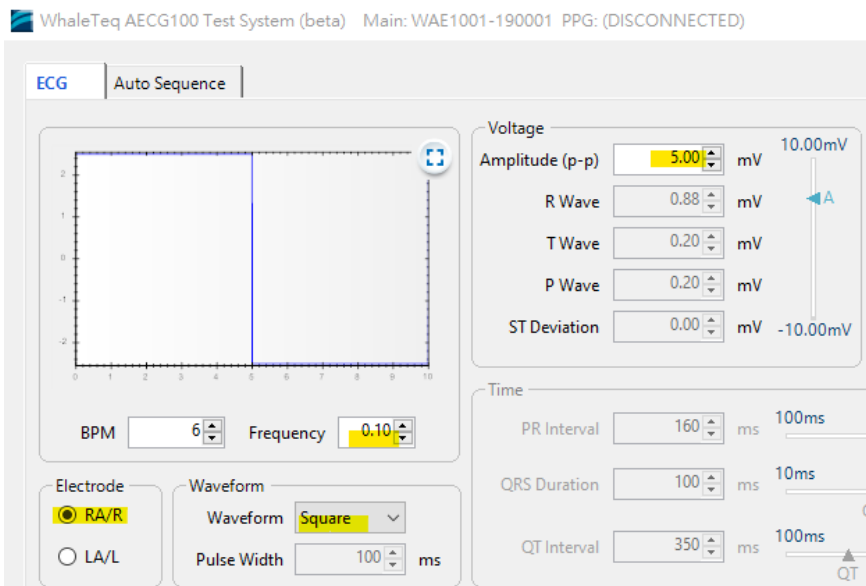 WhaleTeq AECG100 Test System (beta) Main: WAE1001-190001 PPG: (DISCONNECTED)
ECG Auto Sequence
2
1
0
-1
-2
0 1 2 3 4 5 6 7 8 9 10
BPM 6 Frequency 0.10
Electrode
RA/R
LA/L
Waveform
Waveform Square
Pulse Width 100 ms
Voltage
Amplitude (p-p) 5.00 mV
R Wave 0.88 mV
T Wave 0.20 mV
P Wave 0.20 mV
ST Deviation 0.00 mV
10.00mV
A
-10.00mV
Time
PR Interval 160 ms 100ms
QRS Duration 100 ms 10ms
QT Interval 350 ms 100ms
QT